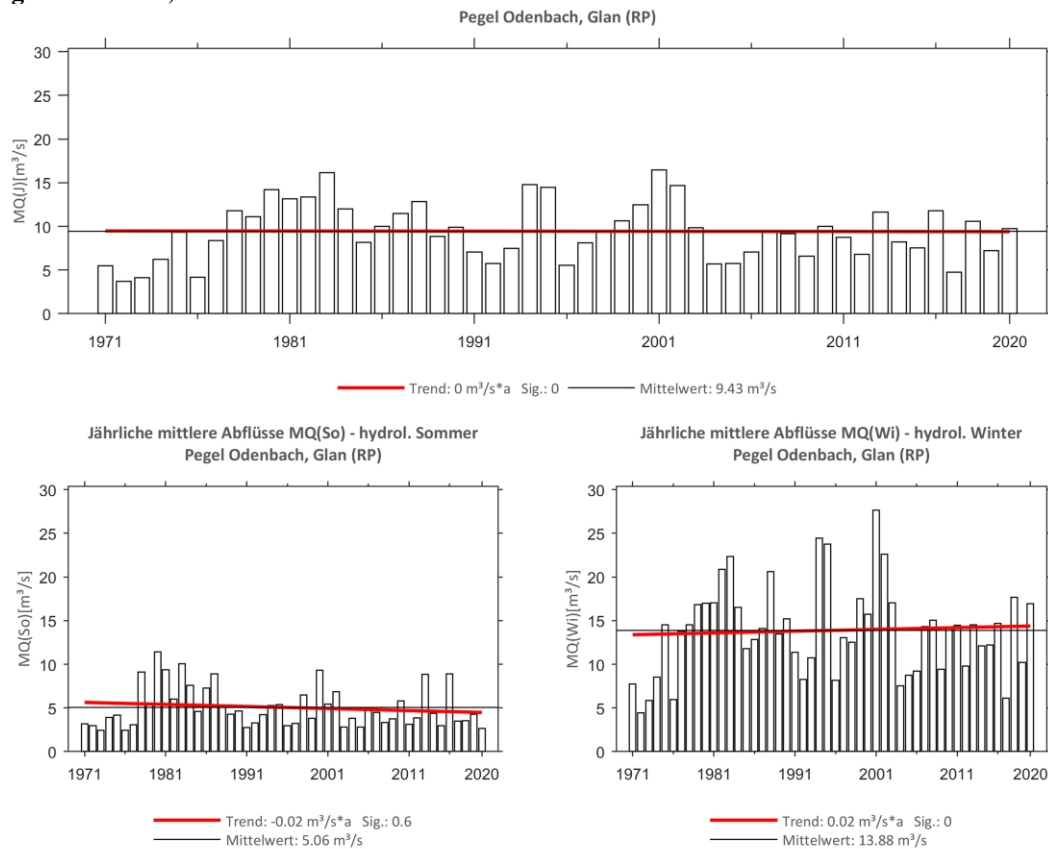 Pegel Odenbach, Glan (RP)
30
25
20
15
10
5
0
MQ(J)[m³/s]
1971 1981 1991 2001 2011 2020
Trend: 0 m³/s*a Sig.: 0 Mittelwert: 9.43 m³/s
Jährliche mittlere Abflüsse MQ(So) - hydrol. Sommer
Pegel Odenbach, Glan (RP)
30
25
20
15
10
5
0
MQ(So)[m³/s]
1971 1981 1991 2001 2011 2020
Trend: -0.02 m³/s*a Sig.: 0.6
Mittelwert: 5.06 m³/s
Jährliche mittlere Abflüsse MQ(Wi) - hydrol. Winter
Pegel Odenbach, Glan (RP)
30
25
20
15
10
5
0
MQ(Wi)[m³/s]
1971 1981 1991 2001 2011 2020
Trend: 0.02 m³/s*a Sig.: 0
Mittelwert: 13.88 m³/s